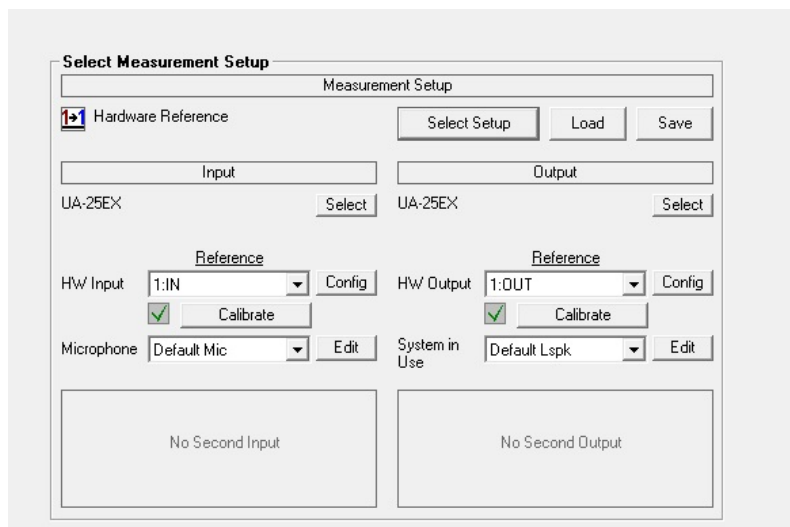 Select Measurement Setup
Measurement Setup
1→1 Hardware Reference Select Setup Load Save
Input Output
UA-25EX Select UA-25EX Select
Reference Reference
HW Input 1:IN Config HW Output 1:OUT Config
Calibrate Calibrate
Microphone Default Mic Edit System in Use Default Lspk Edit
No Second Input No Second Output